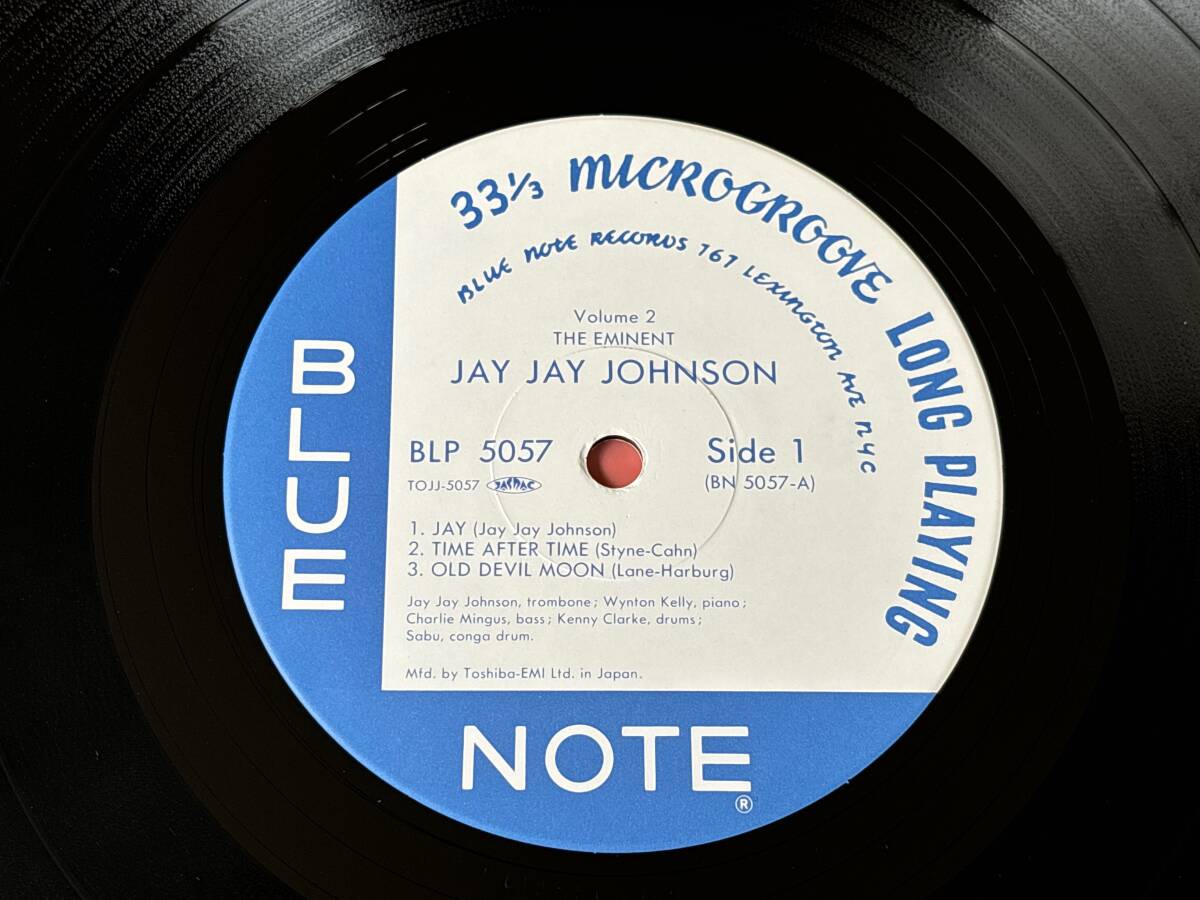 33⅓ MICROGROOVE LONG PLAYING
BLUE NOTE RECORDS 767 LEXINGTON AVE NYC
Volume 2
THE EMINENT
JAY JAY JOHNSON
BLP 5057
Side 1
TOJJ-5057 JASRAC
(BN 5057-A)
1. JAY (Jay Jay Johnson)
2. TIME AFTER TIME (Styne-Cahn)
3. OLD DEVIL MOON (Lane-Harburg)
Jay Jay Johnson, trombone; Wynton Kelly, piano;
Charlie Mingus, bass; Kenny Clarke, drums;
Sabu, conga drum.
Mfd. by Toshiba-EMI Ltd. in Japan.
BLUE
NOTE®